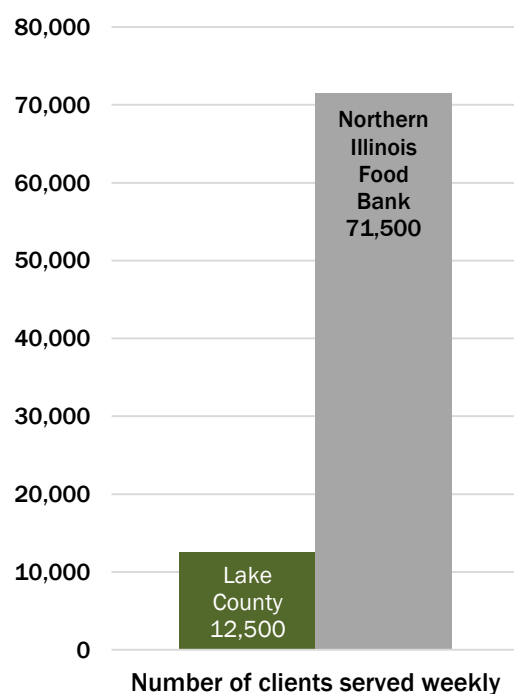 80,000
70,000
60,000
50,000
40,000
30,000
20,000
10,000
0
Northern
Illinois
Food
Bank
71,500
Lake
County
12,500
Number of clients served weekly